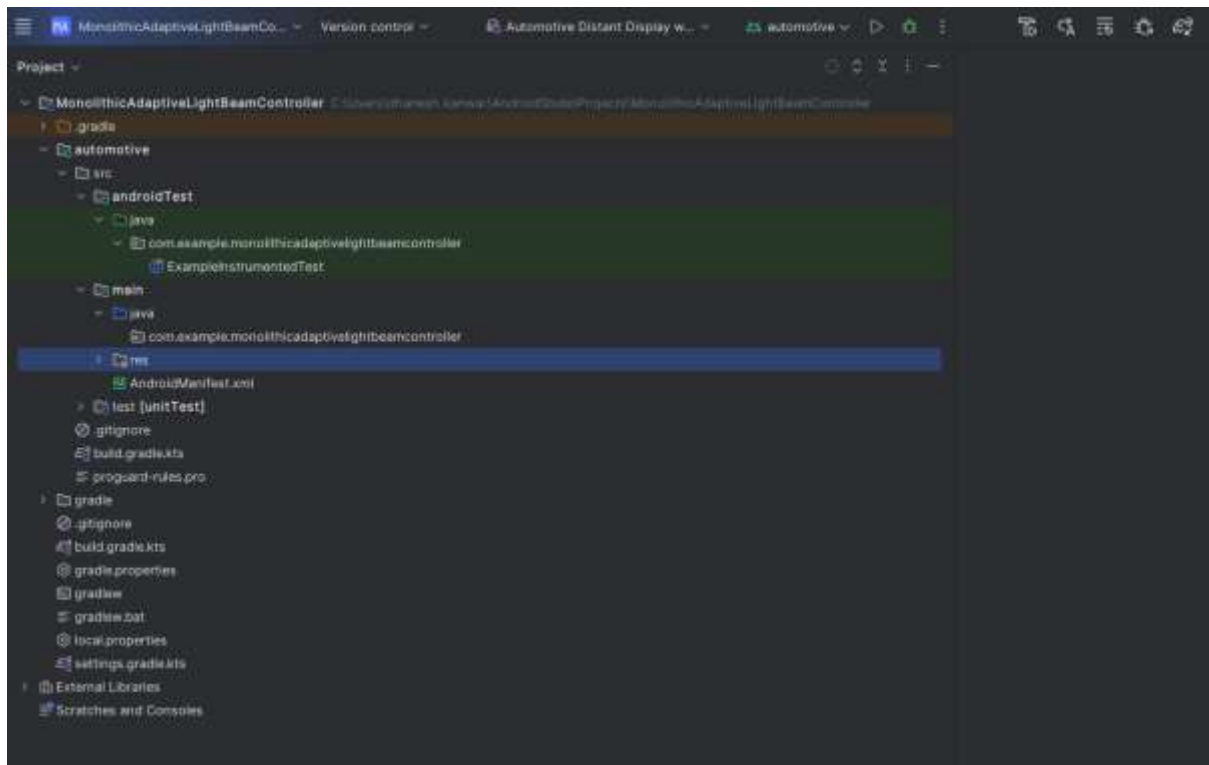 MA MonolithicAdaptiveLightBeamCo... Version control Automotive Distant Display w... automotive
Project
MonolithicAdaptiveLightBeamController
.gradle
automotive
src
androidTest
java
com.example.monolithicadaptivelightbeamcontroller
ExampleInstrumentedTest
main
java
com.example.monolithicadaptivelightbeamcontroller
res
AndroidManifest.xml
test [unitTest]
.gitignore
build.gradle.kts
proguard-rules.pro
gradle
.gitignore
build.gradle.kts
gradle.properties
gradlew
gradlew.bat
local.properties
settings.gradle.kts
External Libraries
Scratches and Consoles